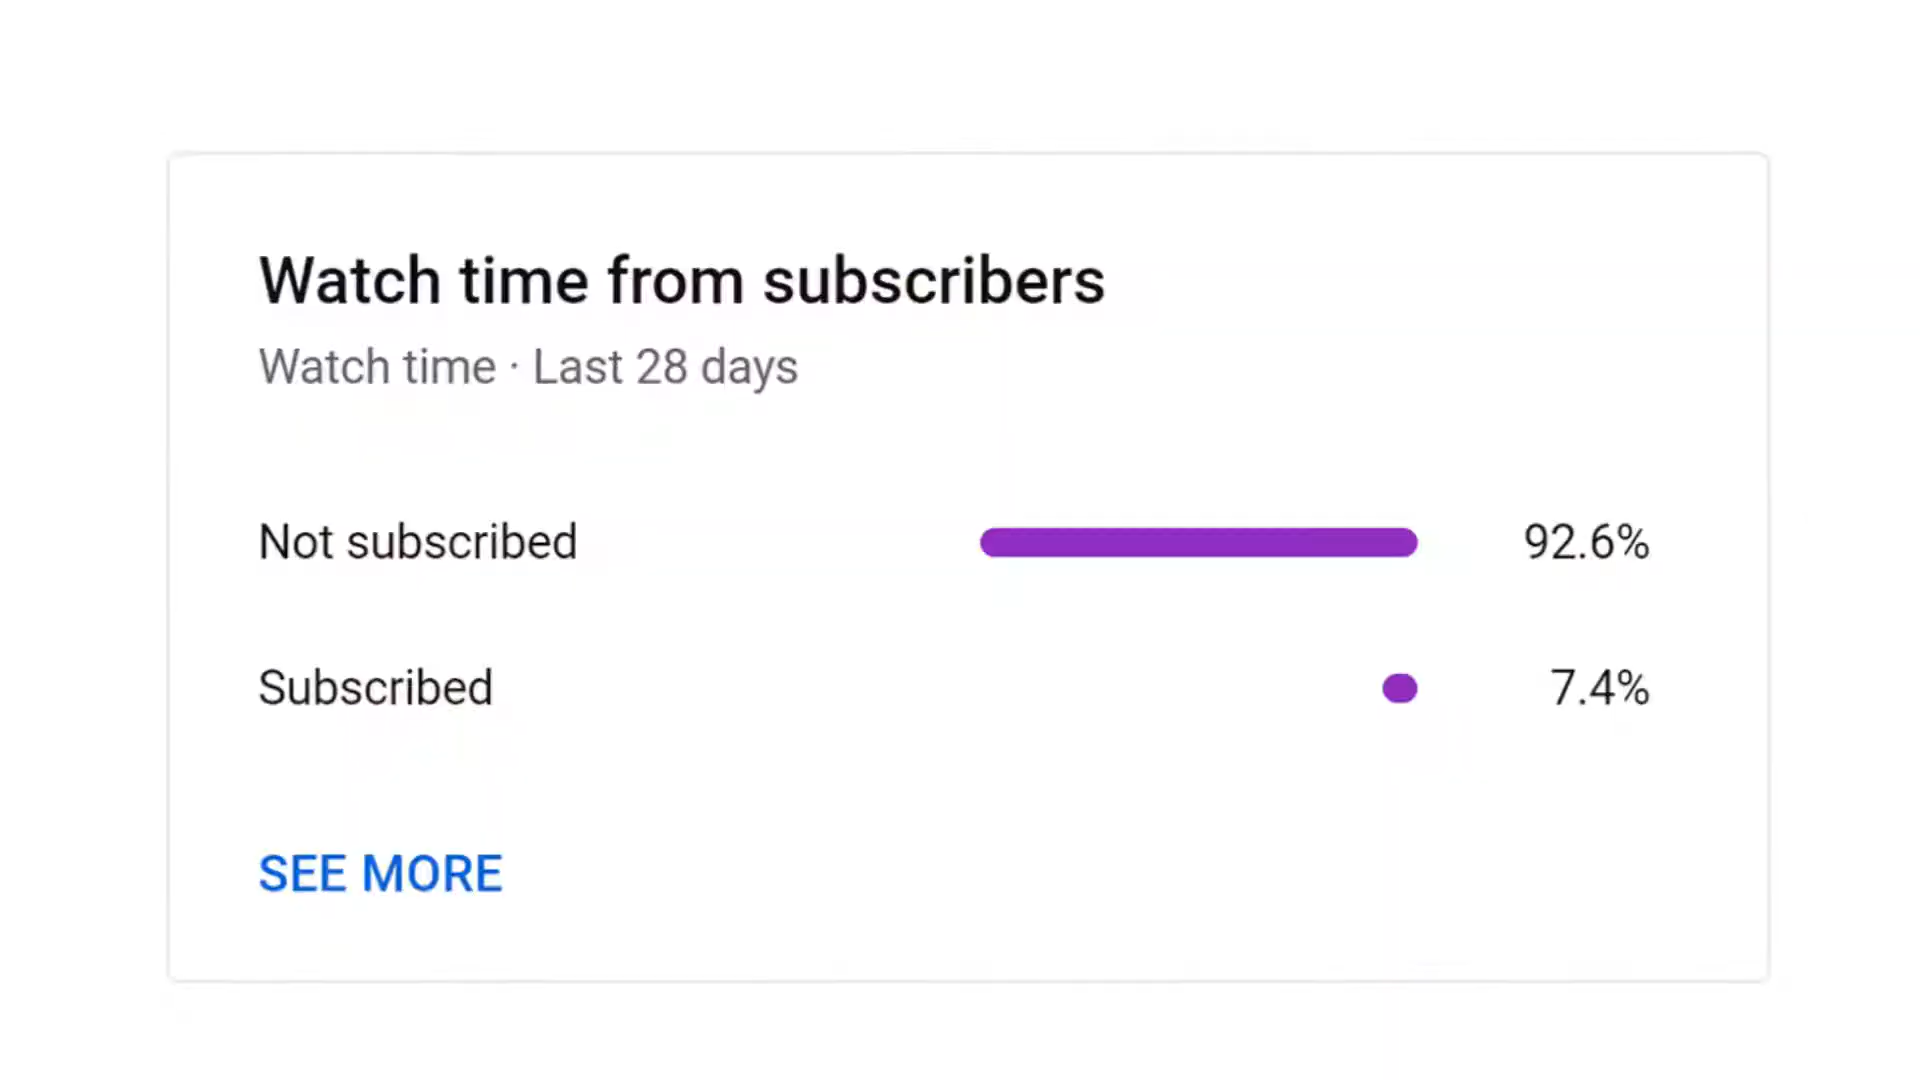 Watch time from subscribers
Watch time · Last 28 days
Not subscribed 92.6%
Subscribed 7.4%
SEE MORE